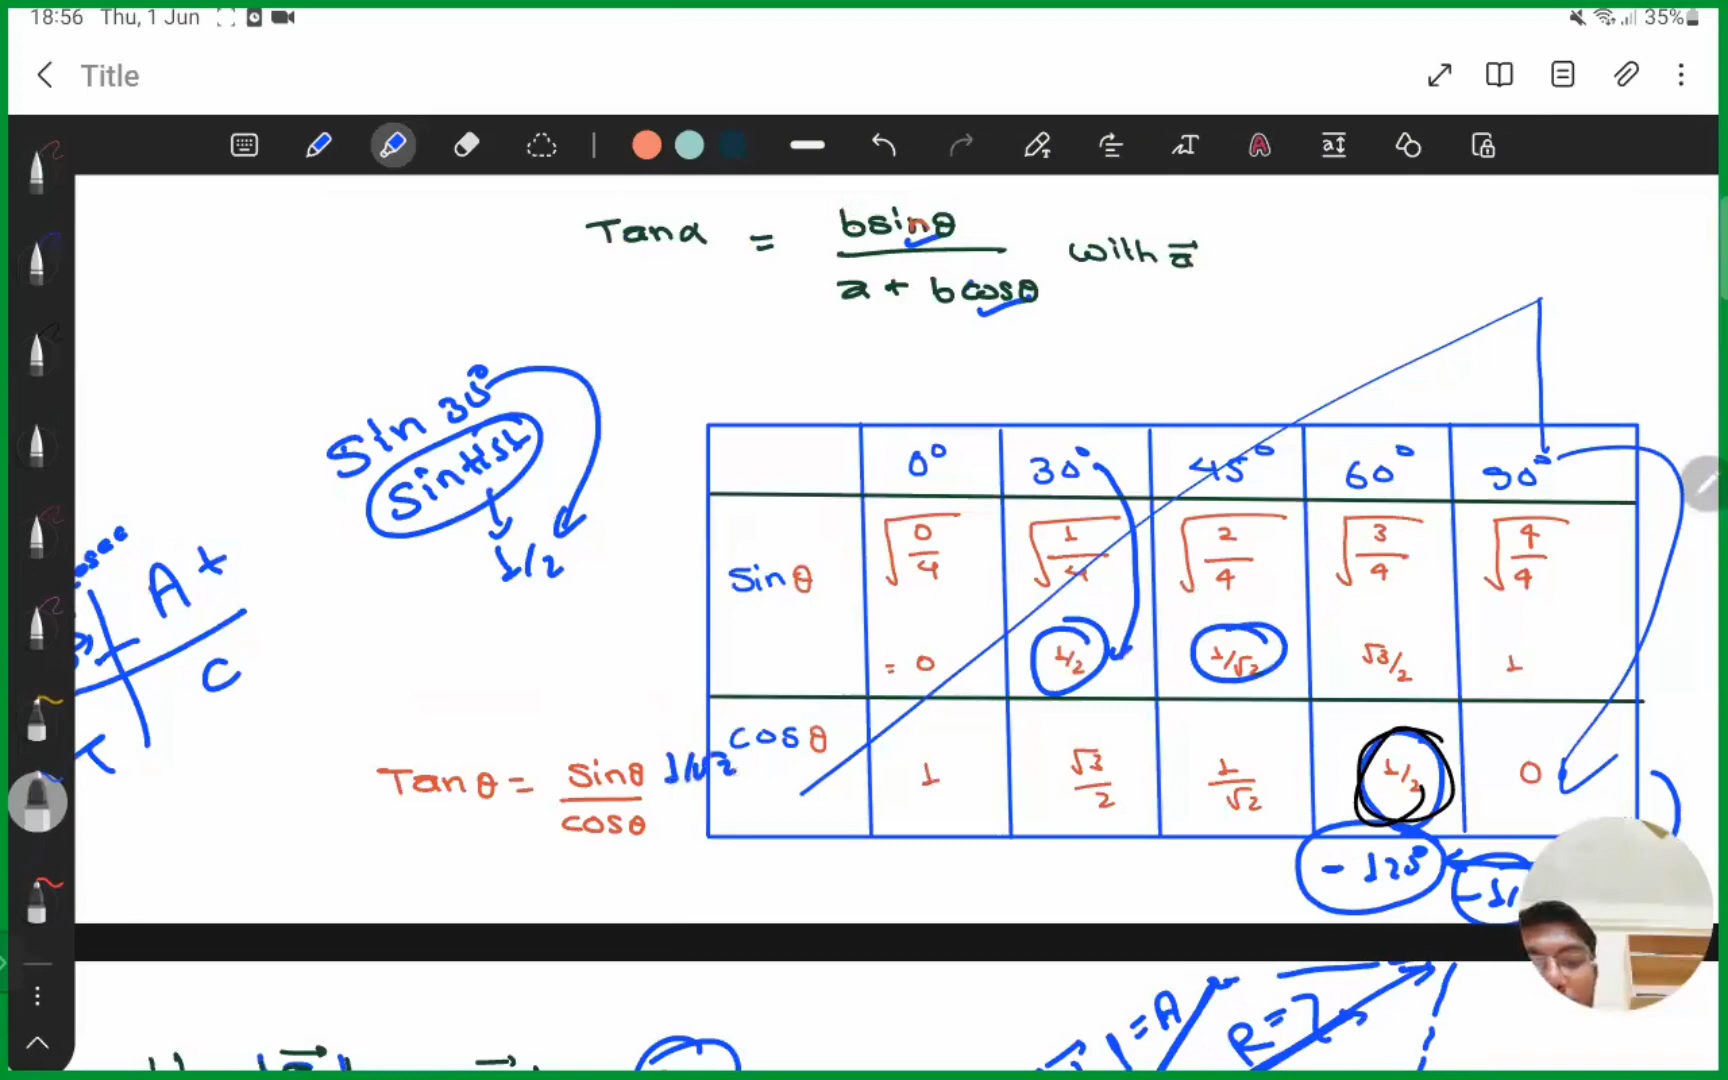 18:56 Thu, 1 Jun
35%
Title
Tanα = bsinθ / a + bcosθ with a⃗
Sin 30°
1/2
A +
C
T
0° 30° 45° 60° 90°
sinθ √0/4 √1/4 √2/4 √3/4 √4/4
= 0 1/2 1/√2 √3/2 1
cosθ 1 √3/2 1/√2 1/2 0
Tanθ = sinθ / cosθ 1/√2
- 120°
= A
R = 7